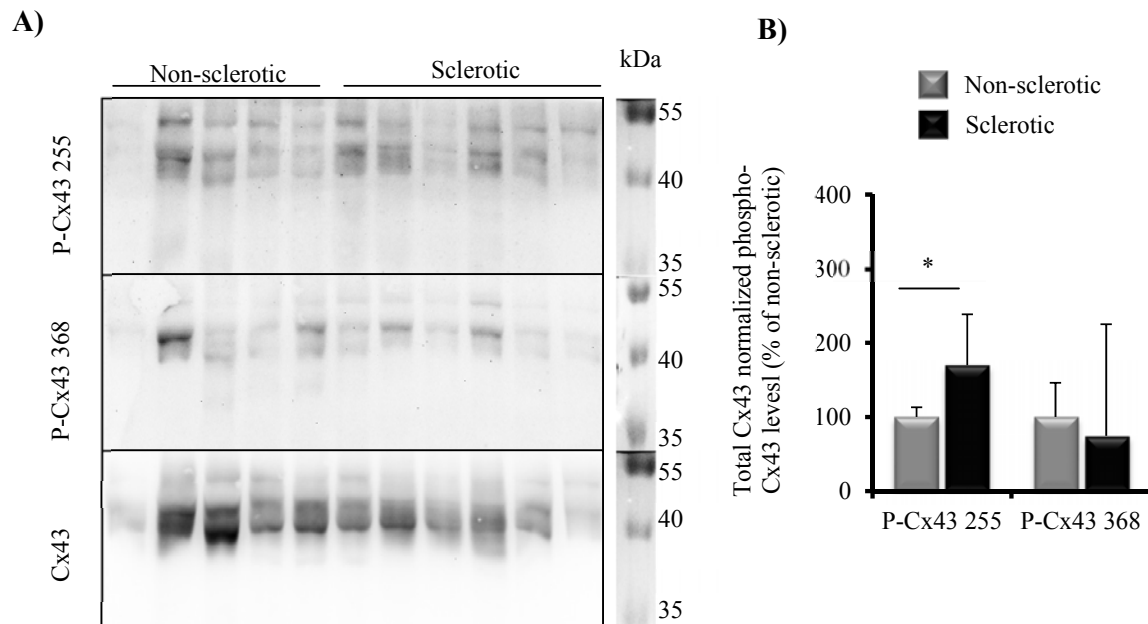 A)
Non-sclerotic
Sclerotic
kDa
P-Cx43 255
55
40
35
P-Cx43 368
55
40
35
Cx43
55
40
35
B)
Non-sclerotic
Sclerotic
Total Cx43 normalized phospho-
Cx43 levesl (% of non-sclerotic)
400
300
200
100
0
*
P-Cx43 255
P-Cx43 368